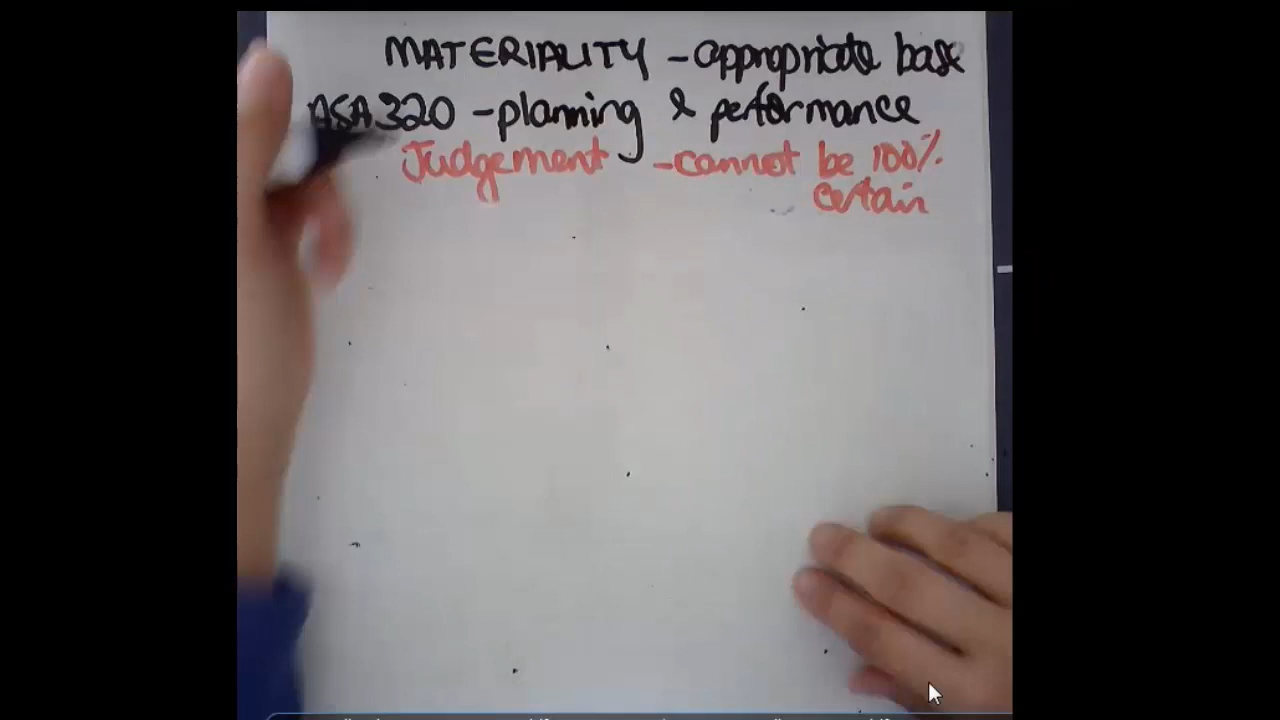 MATERIALITY - appropriate base
ASA 320 - planning & performance
Judgement - cannot be 100%
certain